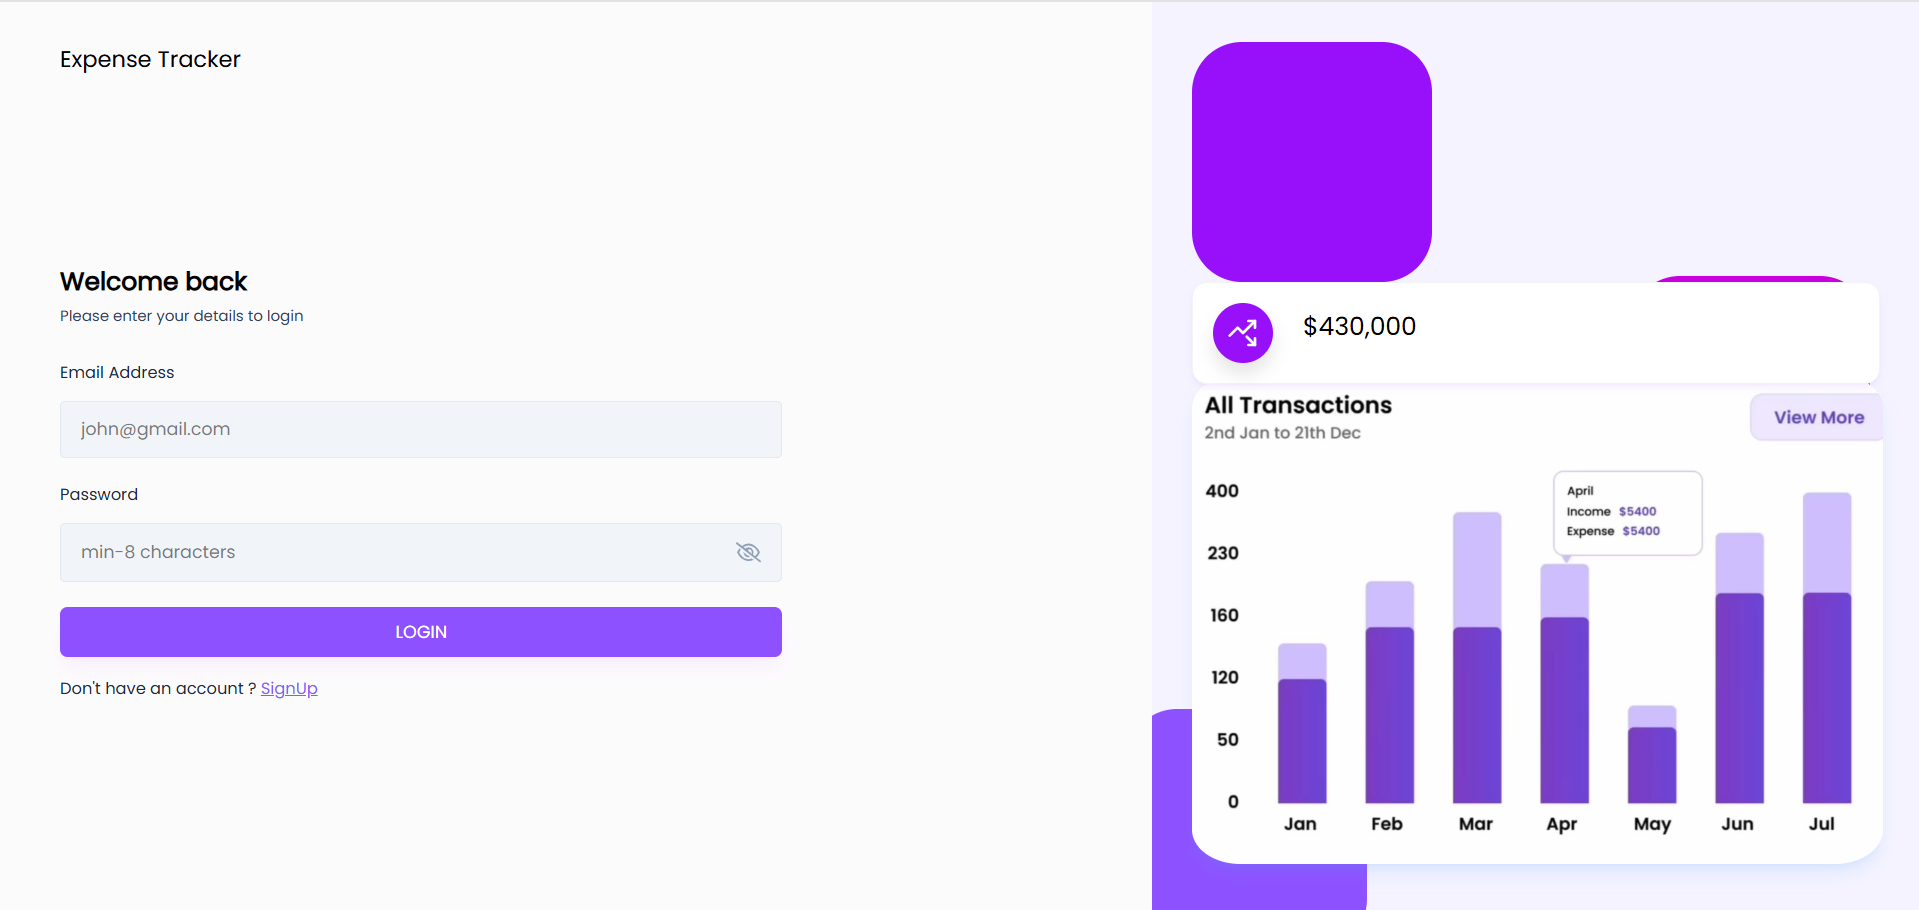 Expense Tracker
Welcome back
Please enter your details to login
Email Address
john@gmail.com
Password
min-8 characters
LOGIN
Don't have an account ? SignUp
$430,000
All Transactions
View More
2nd Jan to 21th Dec
400
April
Income $5400
Expense $5400
230
160
120
50
0
Jan Feb Mar Apr May Jun Jul